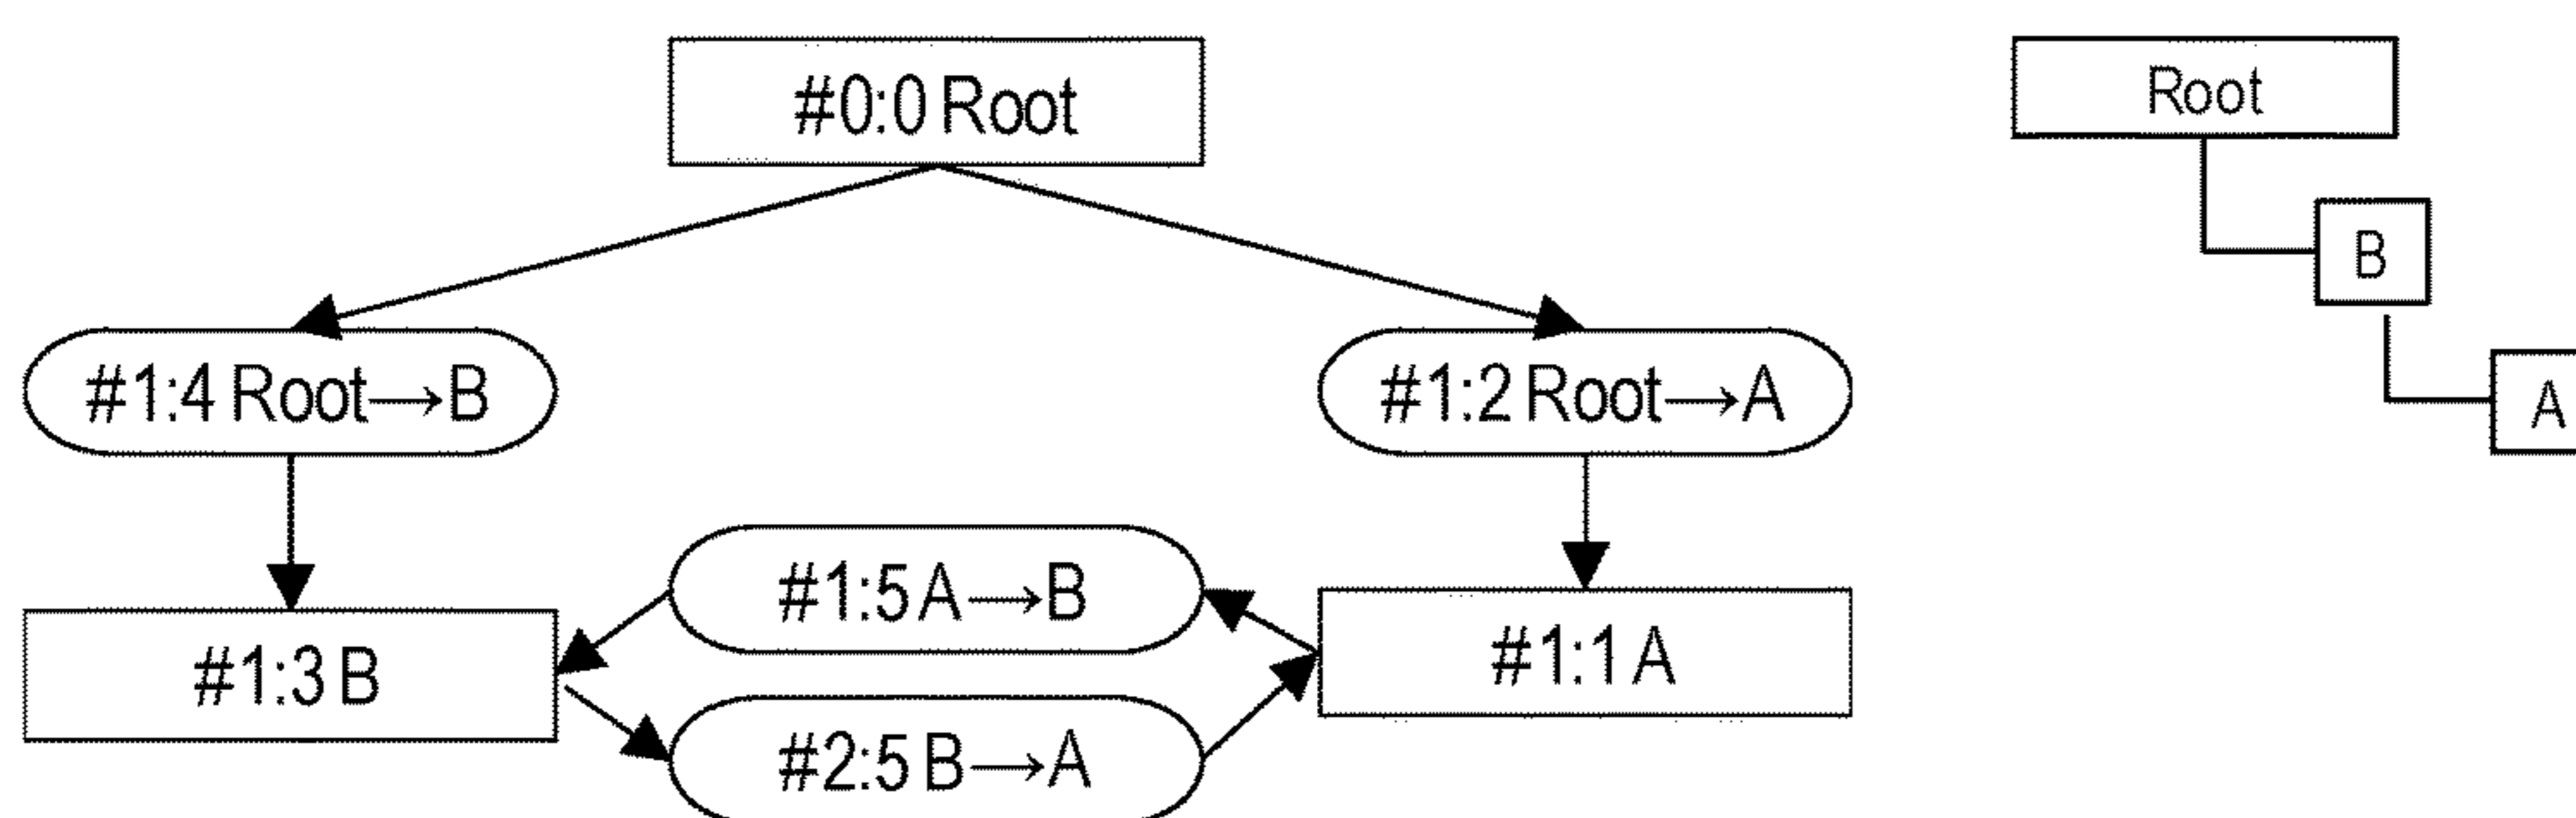 #0:0 Root
#1:4 Root→B
#1:2 Root→A
#1:5 A→B
#1:3 B
#1:1 A
#2:5 B→A
Root
B
A